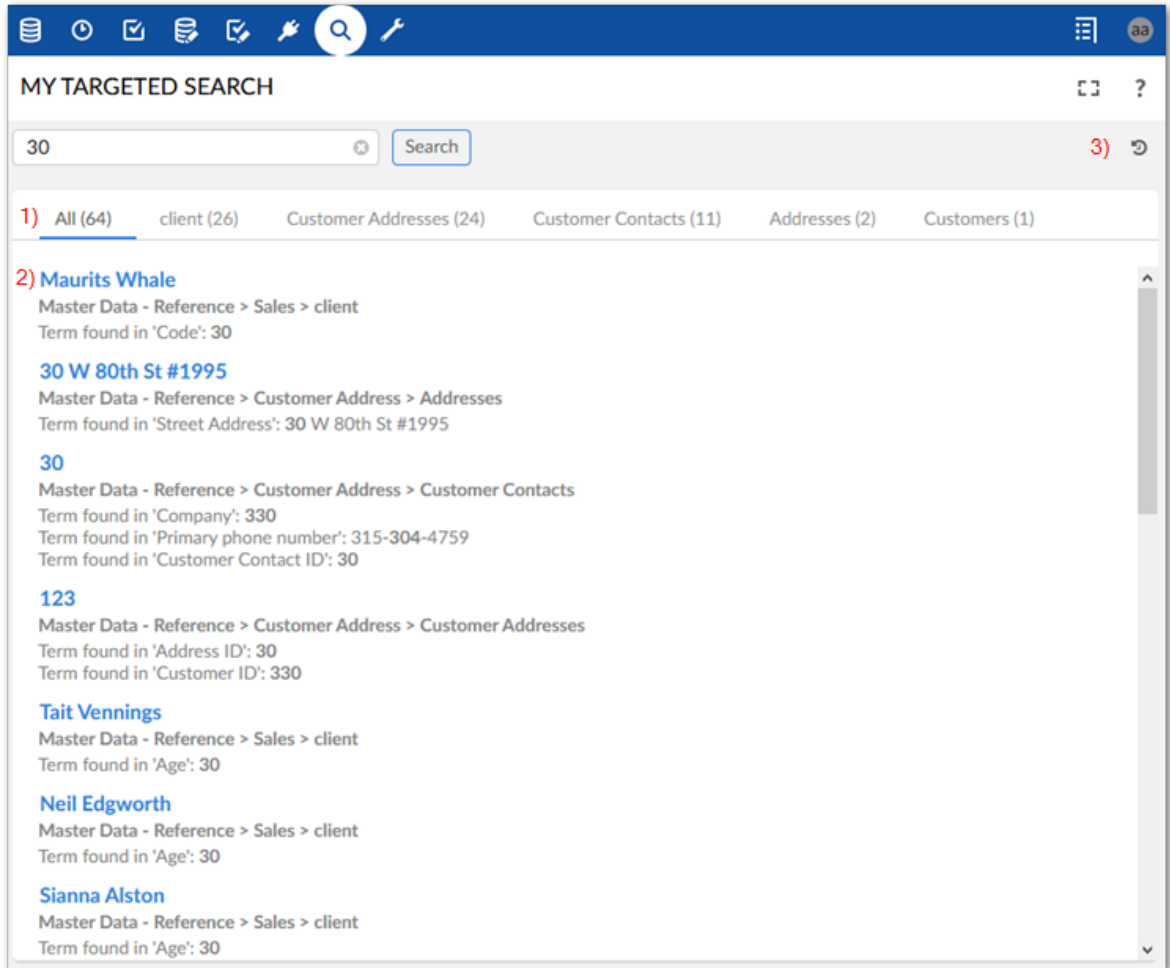 aa
MY TARGETED SEARCH
?
30
Search
3)
1) All (64) client (26) Customer Addresses (24) Customer Contacts (11) Addresses (2) Customers (1)
2) Maurits Whale
Master Data - Reference > Sales > client
Term found in 'Code': 30
30 W 80th St #1995
Master Data - Reference > Customer Address > Addresses
Term found in 'Street Address': 30 W 80th St #1995
30
Master Data - Reference > Customer Address > Customer Contacts
Term found in 'Company': 330
Term found in 'Primary phone number': 315-304-4759
Term found in 'Customer Contact ID': 30
123
Master Data - Reference > Customer Address > Customer Addresses
Term found in 'Address ID': 30
Term found in 'Customer ID': 330
Tait Vennings
Master Data - Reference > Sales > client
Term found in 'Age': 30
Neil Edgworth
Master Data - Reference > Sales > client
Term found in 'Age': 30
Sianna Alston
Master Data - Reference > Sales > client
Term found in 'Age': 30